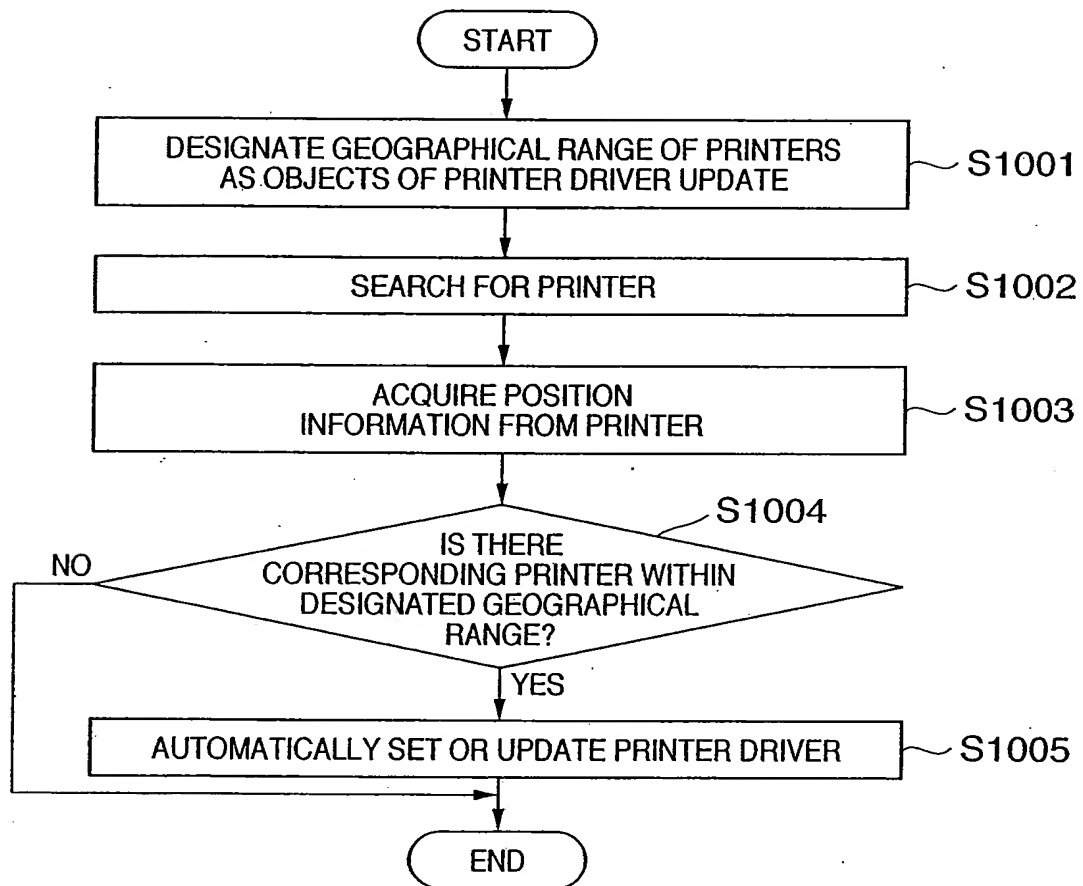 START
DESIGNATE GEOGRAPHICAL RANGE OF PRINTERS
AS OBJECTS OF PRINTER DRIVER UPDATE
S1001
SEARCH FOR PRINTER
S1002
ACQUIRE POSITION
INFORMATION FROM PRINTER
S1003
S1004
NO
IS THERE
CORRESPONDING PRINTER WITHIN
DESIGNATED GEOGRAPHICAL
RANGE?
YES
AUTOMATICALLY SET OR UPDATE PRINTER DRIVER
S1005
END